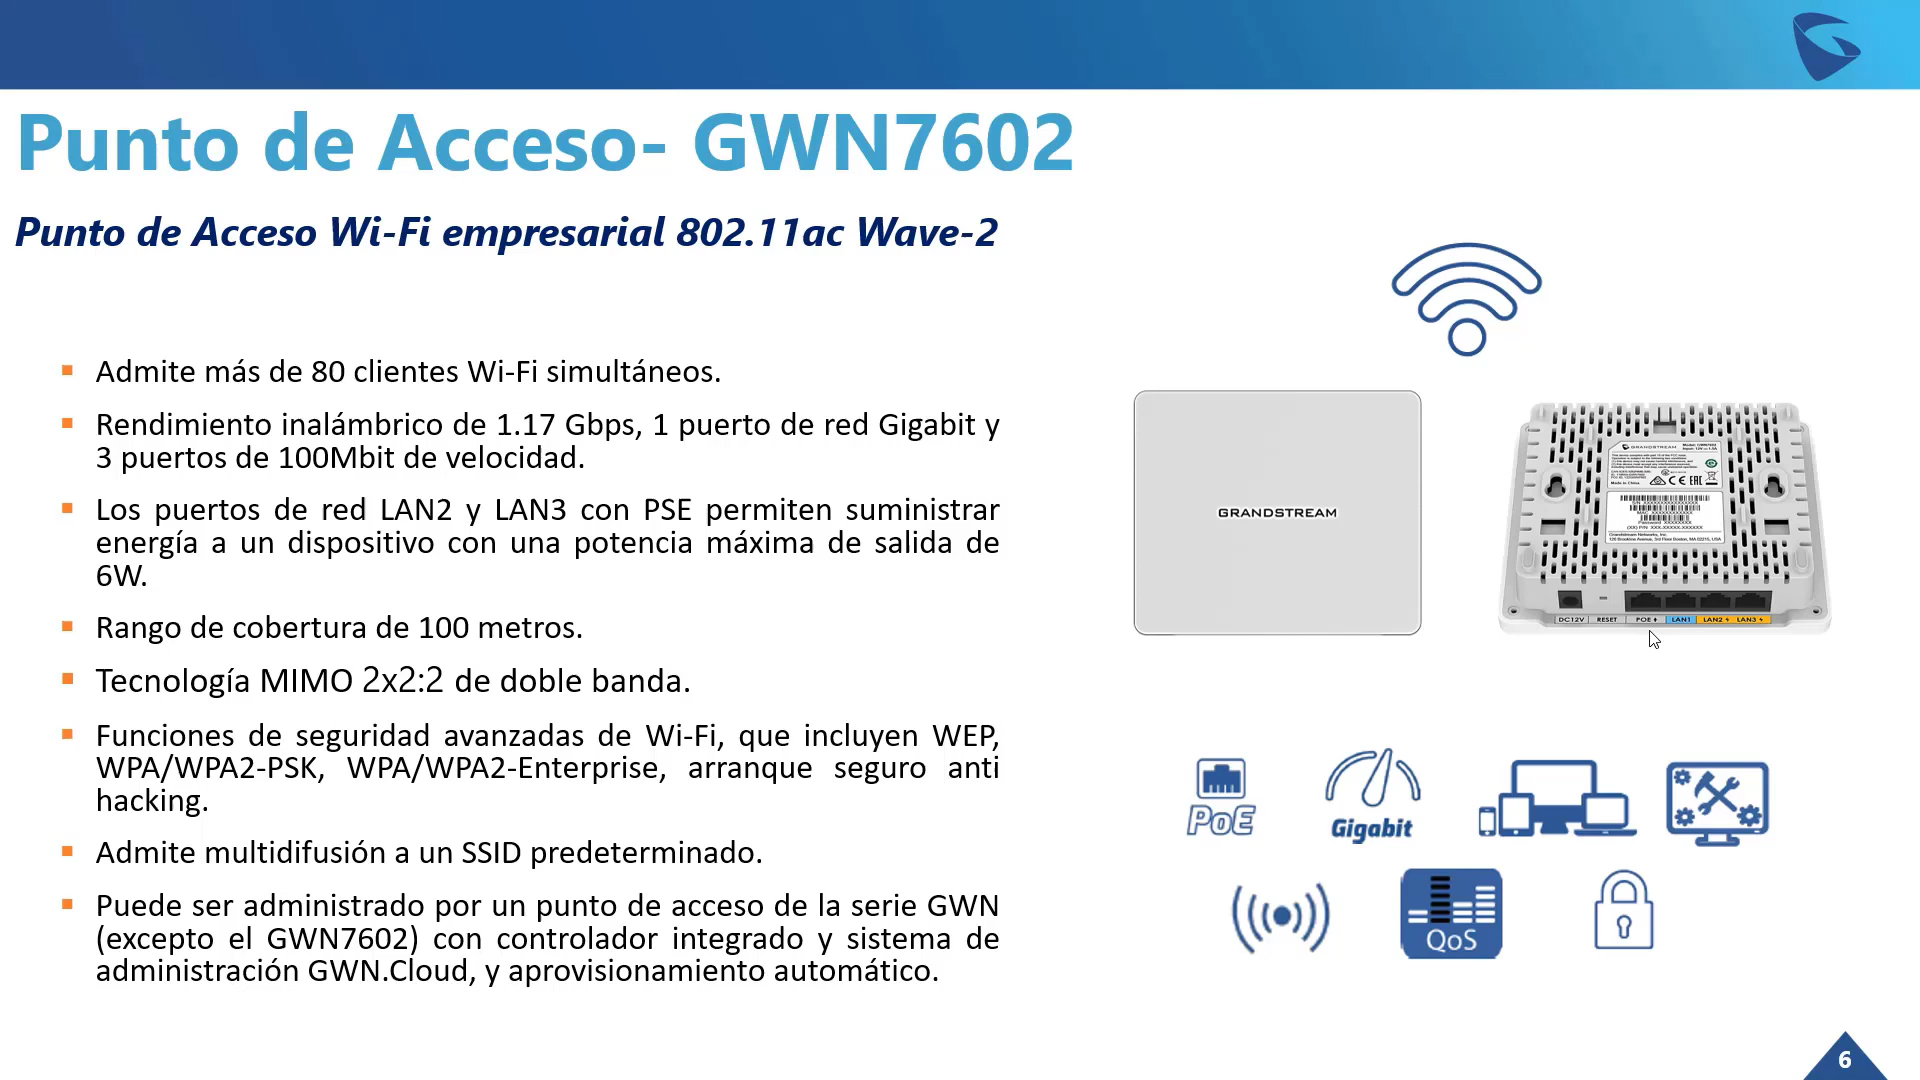 Punto de Acceso- GWN7602
Punto de Acceso Wi-Fi empresarial 802.11ac Wave-2
▪ Admite más de 80 clientes Wi-Fi simultáneos.
▪ Rendimiento inalámbrico de 1.17 Gbps, 1 puerto de red Gigabit y
3 puertos de 100Mbit de velocidad.
▪ Los puertos de red LAN2 y LAN3 con PSE permiten suministrar
energía a un dispositivo con una potencia máxima de salida de
6W.
▪ Rango de cobertura de 100 metros.
▪ Tecnología MIMO 2x2:2 de doble banda.
▪ Funciones de seguridad avanzadas de Wi-Fi, que incluyen WEP,
WPA/WPA2-PSK, WPA/WPA2-Enterprise, arranque seguro anti
hacking.
▪ Admite multidifusión a un SSID predeterminado.
▪ Puede ser administrado por un punto de acceso de la serie GWN
(excepto el GWN7602) con controlador integrado y sistema de
administración GWN.Cloud, y aprovisionamiento automático.
GRANDSTREAM
GRANDSTREAM
Made in China
Grandstream Networks, Inc.
DC12V RESET POE LAN1 LAN2 LAN3
PoE
Gigabit
QoS
6